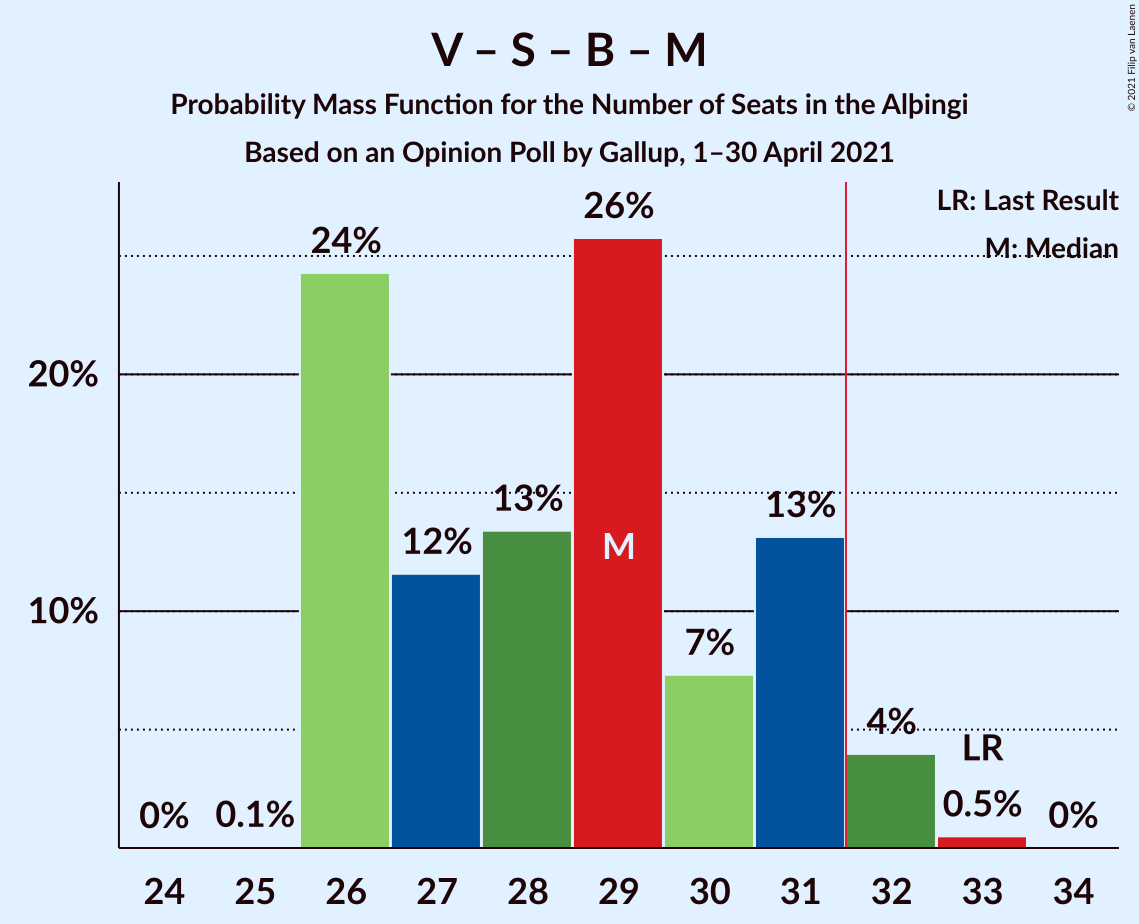 V – S – B – M
Probability Mass Function for the Number of Seats in the Alþingi
Based on an Opinion Poll by Gallup, 1–30 April 2021
© 2021 Filip van Laenen
LR: Last Result
M: Median
20%
10%
0%
0.1%
24%
12%
13%
26%
M
7%
13%
4%
LR
0.5%
0%
24 25 26 27 28 29 30 31 32 33 34